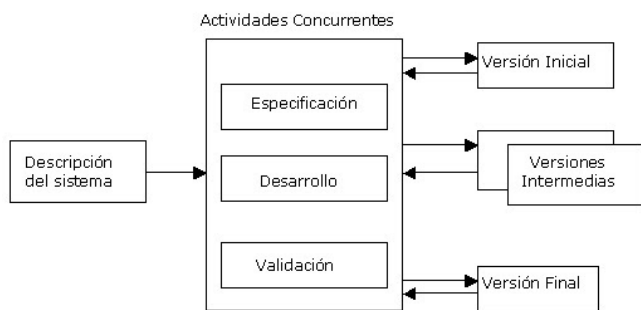 Actividades Concurrentes
Versión Inicial
Especificación
Descripción
del sistema
Desarrollo
Versiones
Intermedias
Validación
Versión Final